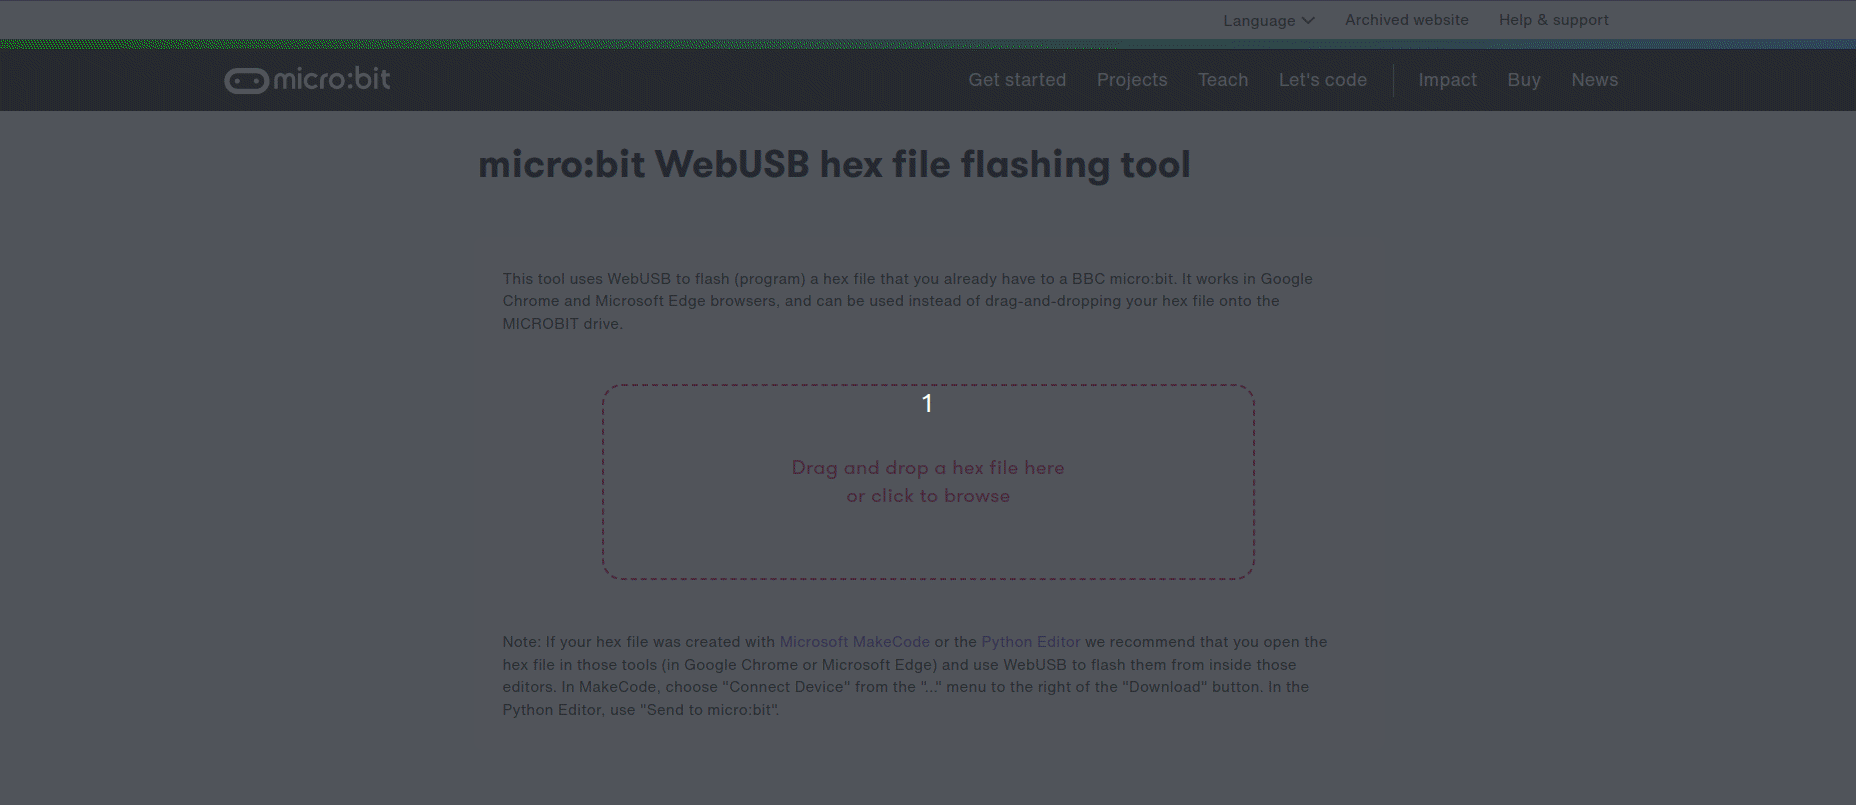 Language Archived website Help & support
micro:bit Get started Projects Teach Let's code Impact Buy News
micro:bit WebUSB hex file flashing tool
This tool uses WebUSB to flash (program) a hex file that you already have to a BBC micro:bit. It works in Google
Chrome and Microsoft Edge browsers, and can be used instead of drag-and-dropping your hex file onto the
MICROBIT drive.
1
Drag and drop a hex file here
or click to browse
Note: If your hex file was created with Microsoft MakeCode or the Python Editor we recommend that you open the
hex file in those tools (in Google Chrome or Microsoft Edge) and use WebUSB to flash them from inside those
editors. In MakeCode, choose "Connect Device" from the "..." menu to the right of the "Download" button. In the
Python Editor, use "Send to micro:bit".